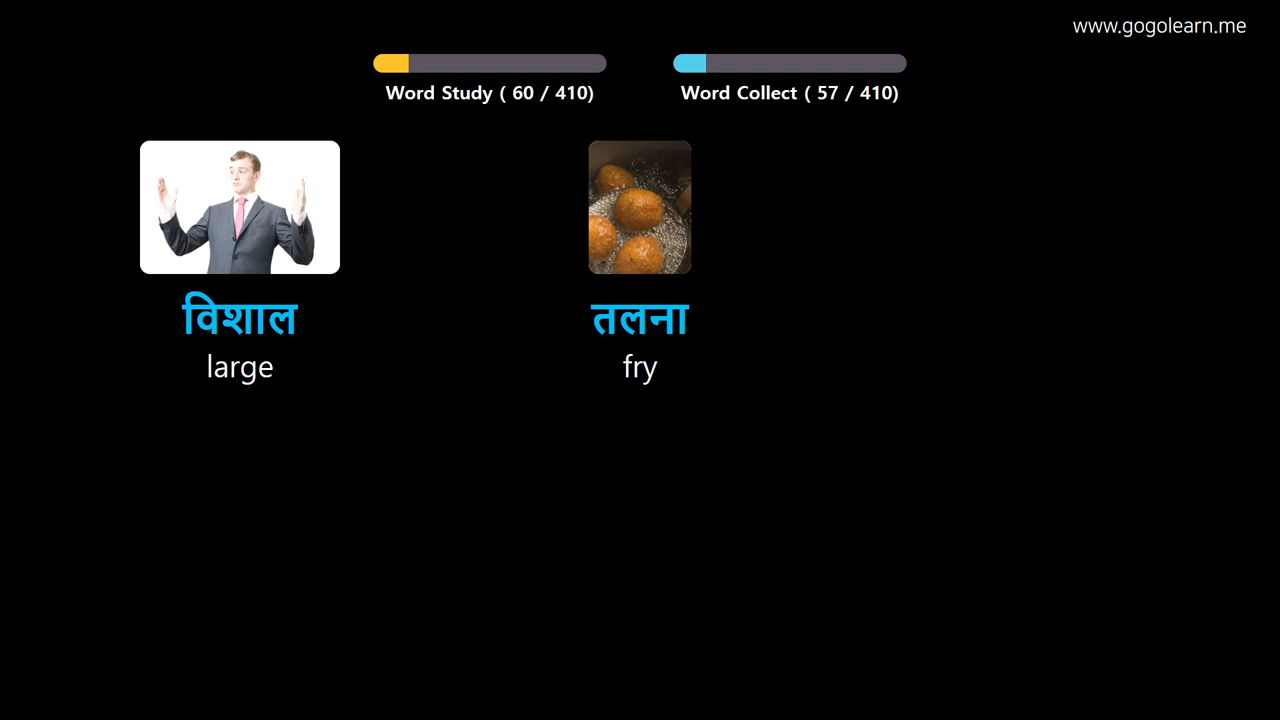 www.gogolearn.me
Word Study ( 60 / 410)
Word Collect ( 57 / 410)
विशाल
large
तलना
fry